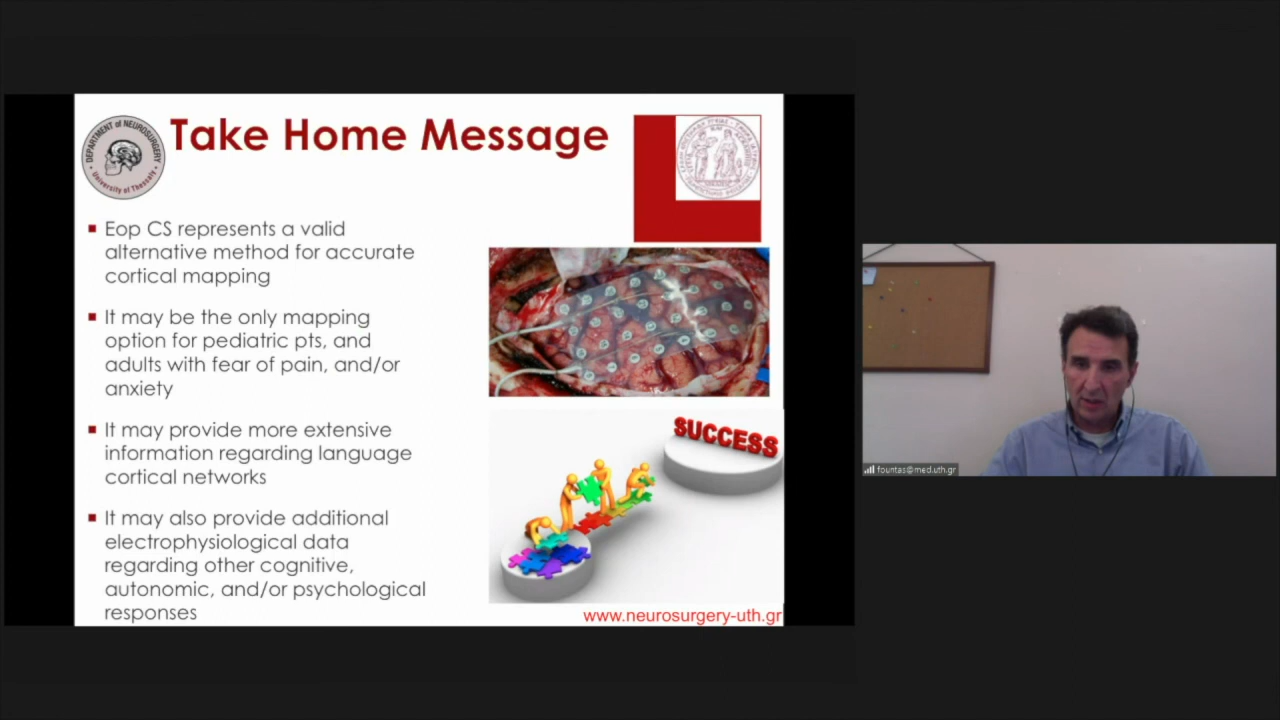 Take Home Message
DEPARTMENT of NEUROSURGERY
University of Thessaly
Eop CS represents a valid
alternative method for accurate
cortical mapping
It may be the only mapping
option for pediatric pts, and
adults with fear of pain, and/or
anxiety
It may provide more extensive
information regarding language
cortical networks
It may also provide additional
electrophysiological data
regarding other cognitive,
autonomic, and/or psychological
responses
SUCCESS
www.neurosurgery-uth.gr
fountas@med.uth.gr